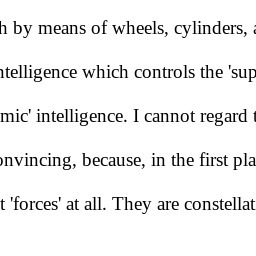 h by means of wheels, cylinders,
ntelligence which controls the 'sup
mic' intelligence. I cannot regard
onvincing, because, in the first pla
t 'forces' at all. They are constellat